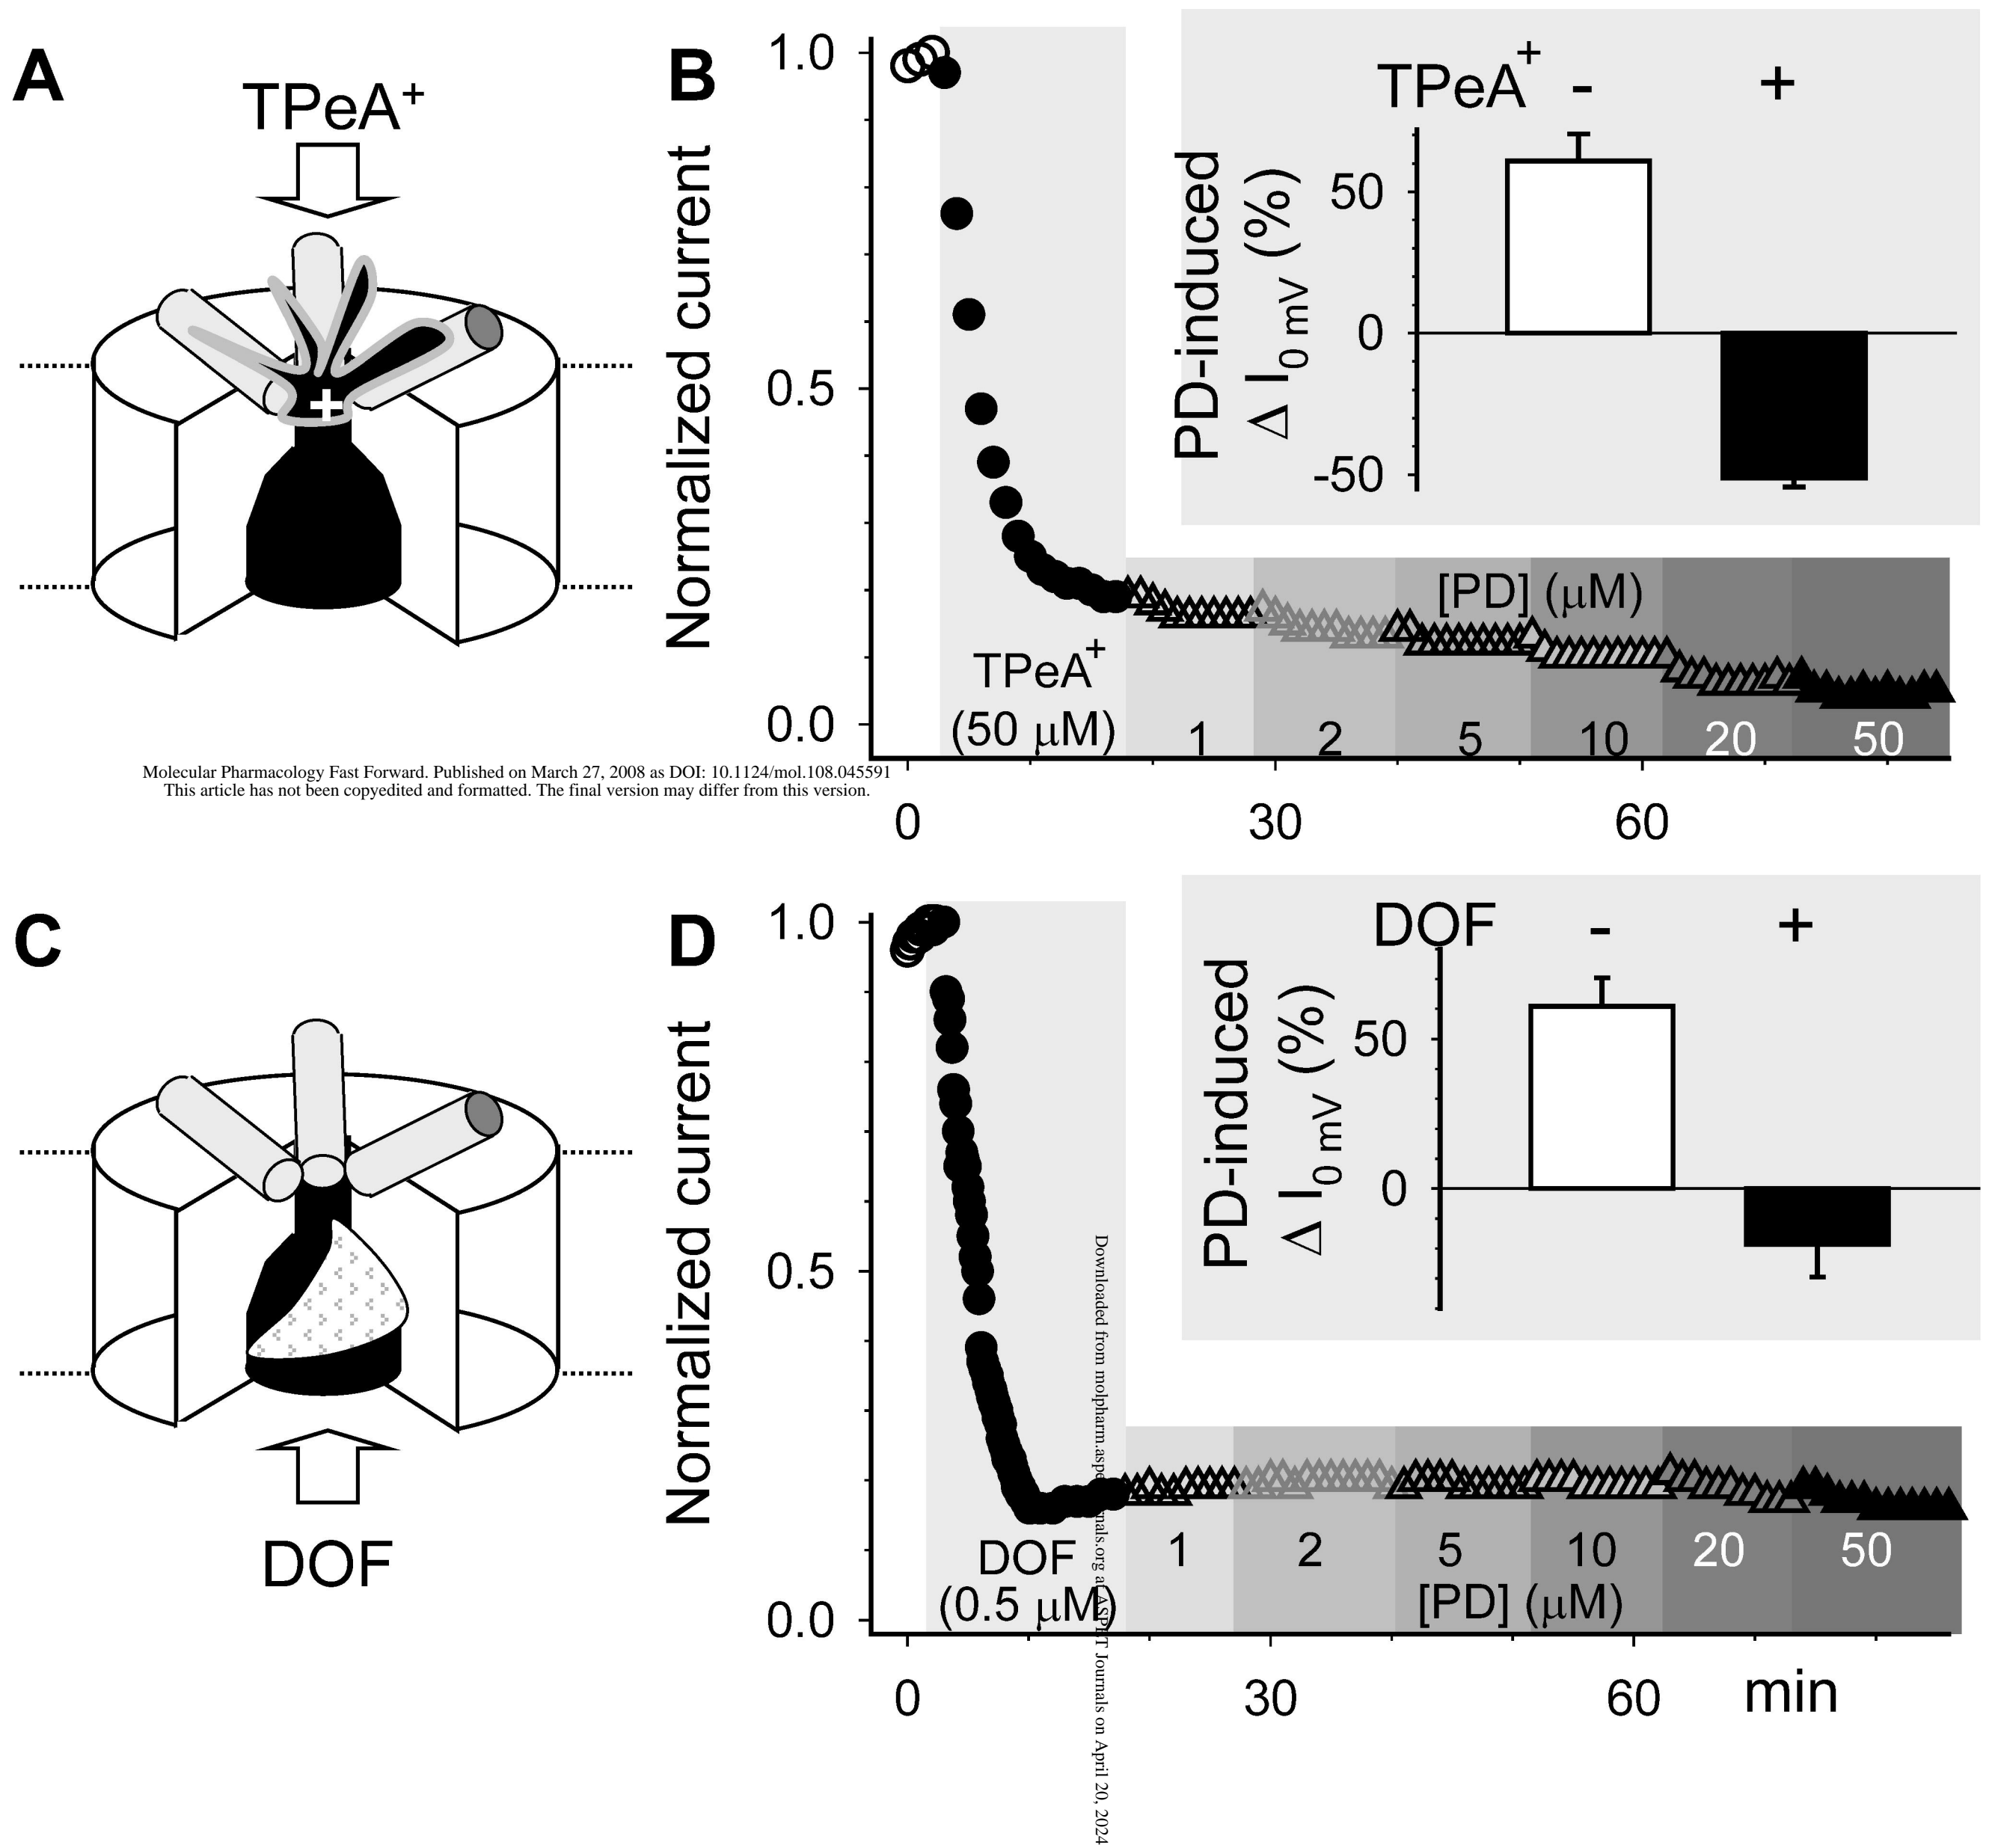 A
TPeA+
+
B
Normalized current
1.0
0.5
0.0
TPeA+
(50 μM)
[PD] (μM)
1 2 5 10 20 50
0 30 60
TPeA+ - +
PD-induced
Δ I0 mV (%)
50
0
-50
Molecular Pharmacology Fast Forward. Published on March 27, 2008 as DOI: 10.1124/mol.108.045591
This article has not been copyedited and formatted. The final version may differ from this version.
C
DOF
D
Normalized current
1.0
0.5
0.0
DOF
(0.5 μM)
1 2 5 10 20 50
[PD] (μM)
0 30 60 min
DOF - +
PD-induced
Δ I0 mV (%)
50
0
Downloaded from molpharm.aspetjournals.org at ASPET Journals on April 20, 2024